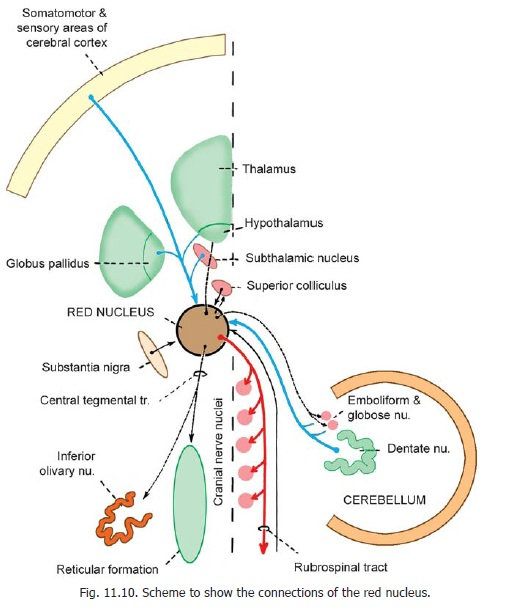 Somatomotor &
sensory areas of
cerebral cortex
Thalamus
Hypothalamus
Globus pallidus
Subthalamic nucleus
Superior colliculus
RED NUCLEUS
Substantia nigra
Central tegmental tr.
Emboliform &
globose nu.
Cranial nerve nuclei
Dentate nu.
Inferior
olivary nu.
CEREBELLUM
Reticular formation
Rubrospinal tract
Fig. 11.10. Scheme to show the connections of the red nucleus.